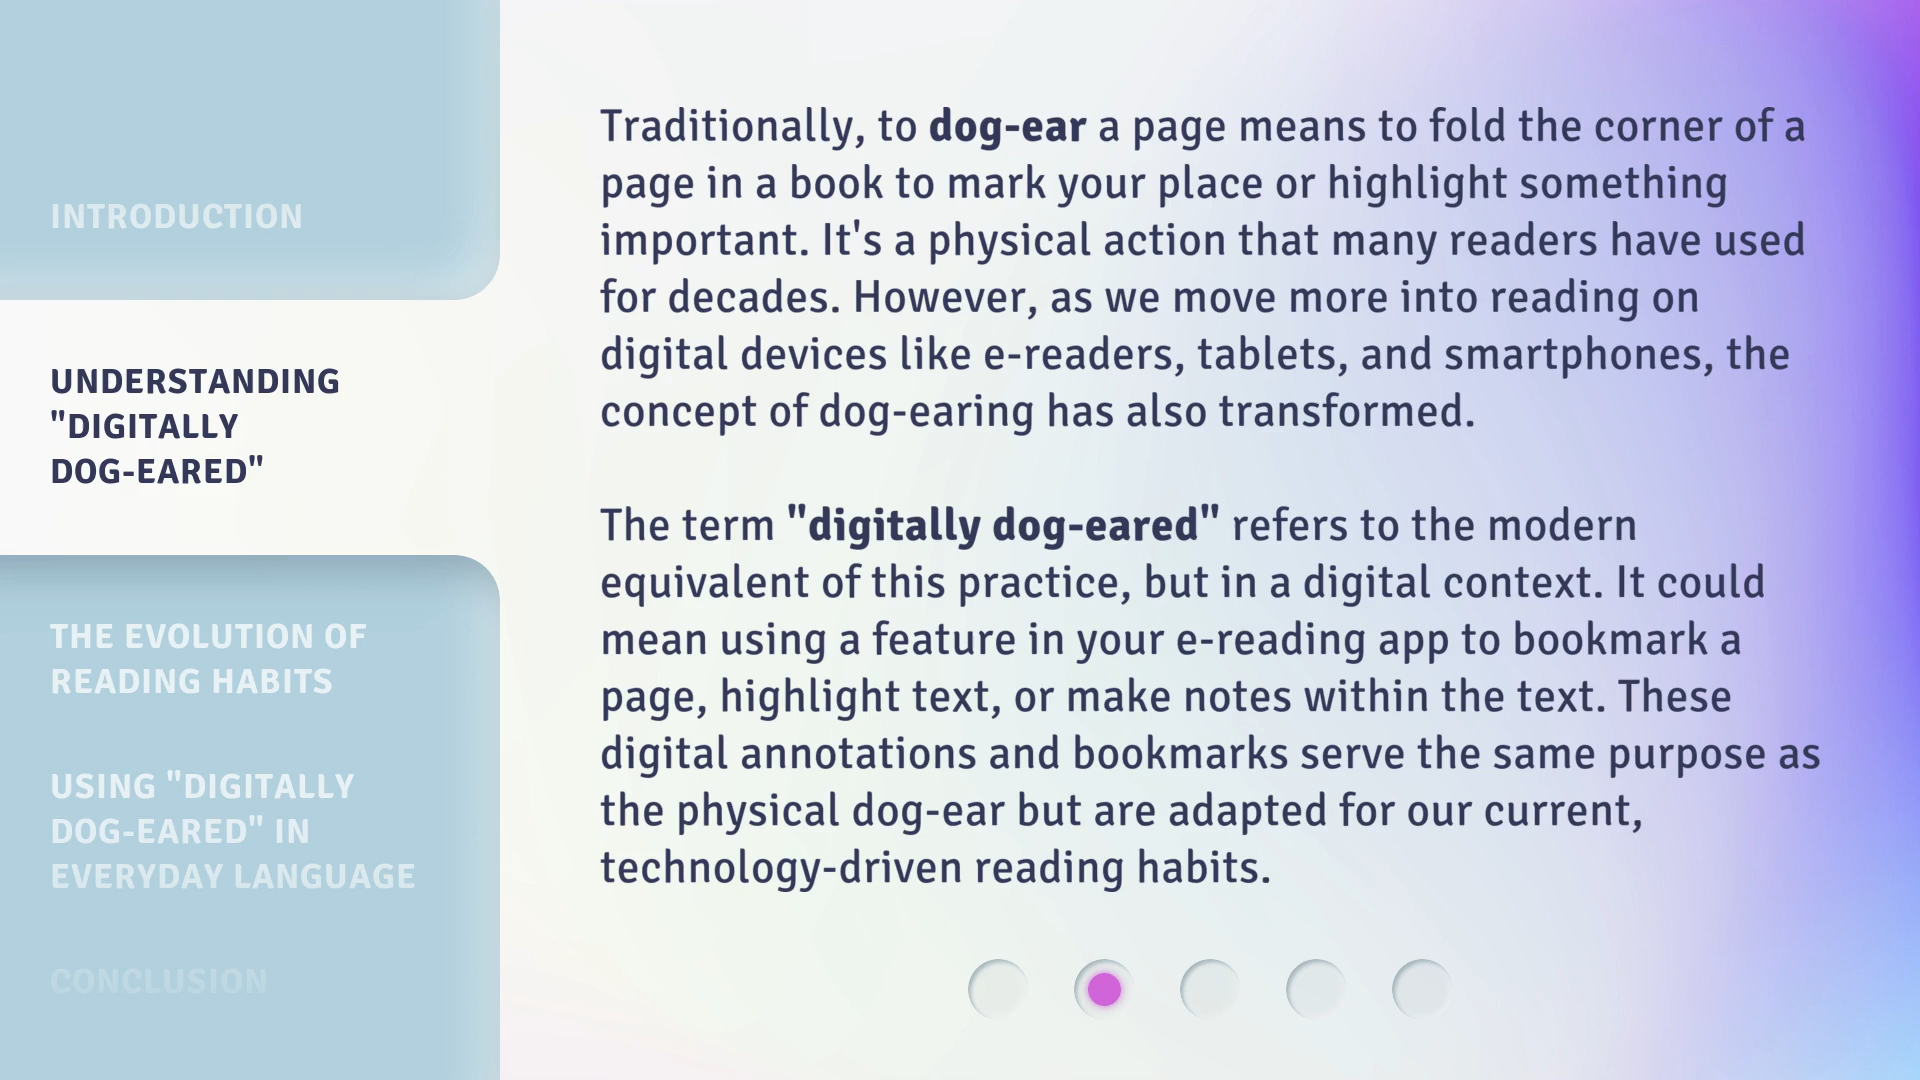 INTRODUCTION
UNDERSTANDING
"DIGITALLY
DOG-EARED"
THE EVOLUTION OF
READING HABITS
USING "DIGITALLY
DOG-EARED" IN
EVERYDAY LANGUAGE
CONCLUSION
Traditionally, to dog-ear a page means to fold the corner of a
page in a book to mark your place or highlight something
important. It's a physical action that many readers have used
for decades. However, as we move more into reading on
digital devices like e-readers, tablets, and smartphones, the
concept of dog-earing has also transformed.
The term "digitally dog-eared" refers to the modern
equivalent of this practice, but in a digital context. It could
mean using a feature in your e-reading app to bookmark a
page, highlight text, or make notes within the text. These
digital annotations and bookmarks serve the same purpose as
the physical dog-ear but are adapted for our current,
technology-driven reading habits.